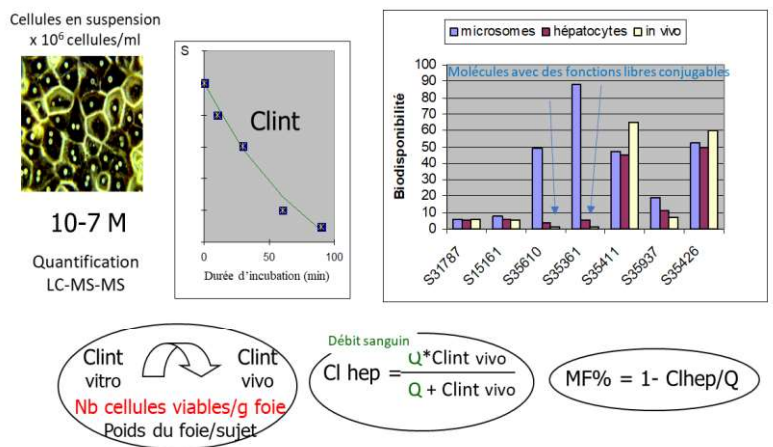 Cellules en suspension
x 10⁶ cellules/ml
10-7 M
Quantification
LC-MS-MS
S
Clint
0 50 100
Durée d'incubation (min)
microsomes hépatocytes in vivo
Molécules avec des fonctions libres conjugables
Biodisponibilité
100
90
80
70
60
50
40
30
20
10
0
S31787
S15161
S35610
S35361
S35411
S35937
S35426
Clint vitro
Clint vivo
Nb cellules viables/g foie
Poids du foie/sujet
Débit sanguin
Cl hep = Q*Clint vivo
Q + Clint vivo
MF% = 1- Clhep/Q